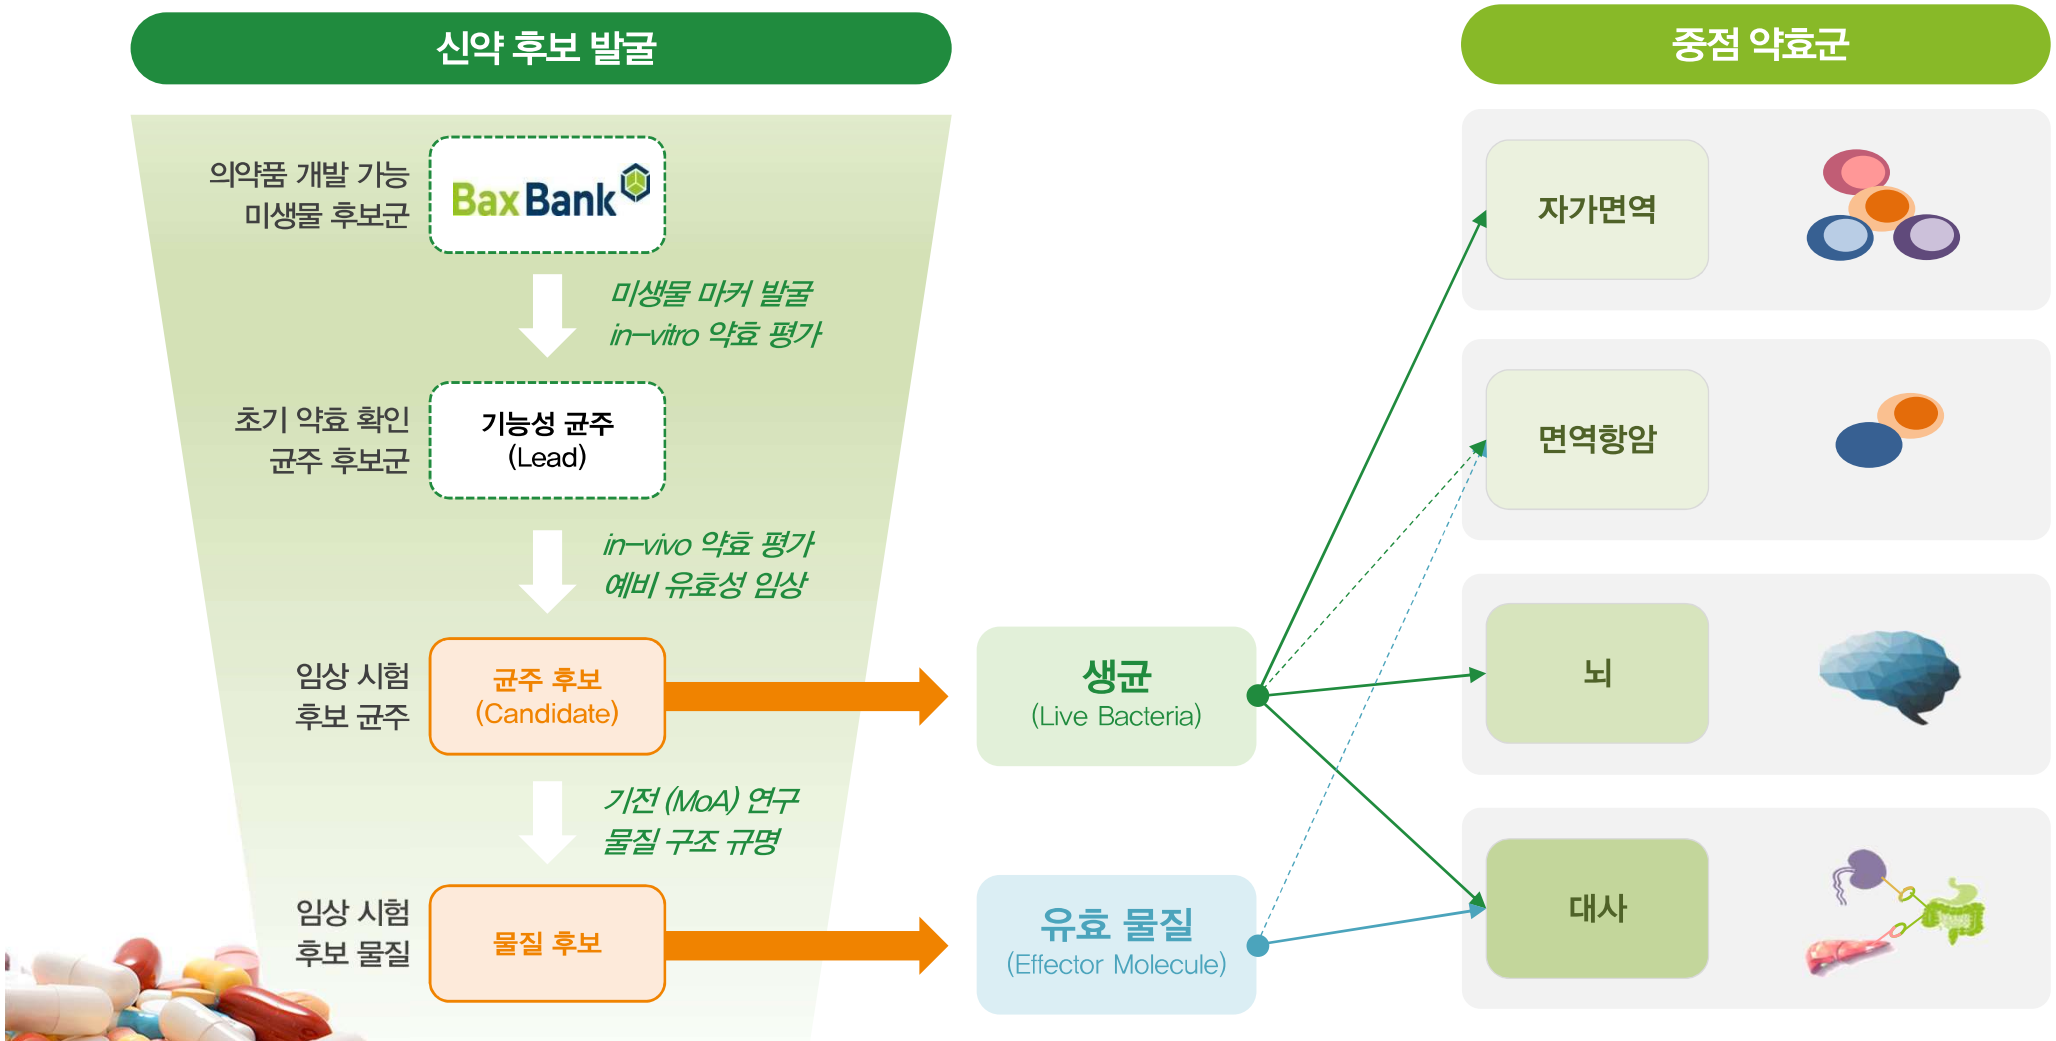 신약 후보 발굴
중점 약효군
의약품 개발 가능
미생물 후보군
BaxBank
미생물 마커 발굴
in-vitro 약효 평가
초기 약효 확인
균주 후보군
기능성 균주
(Lead)
in-vivo 약효 평가
예비 유효성 임상
임상 시험
후보 균주
균주 후보
(Candidate)
기전 (MoA) 연구
물질 구조 규명
임상 시험
후보 물질
물질 후보
생균
(Live Bacteria)
유효 물질
(Effector Molecule)
자가면역
면역항암
뇌
대사